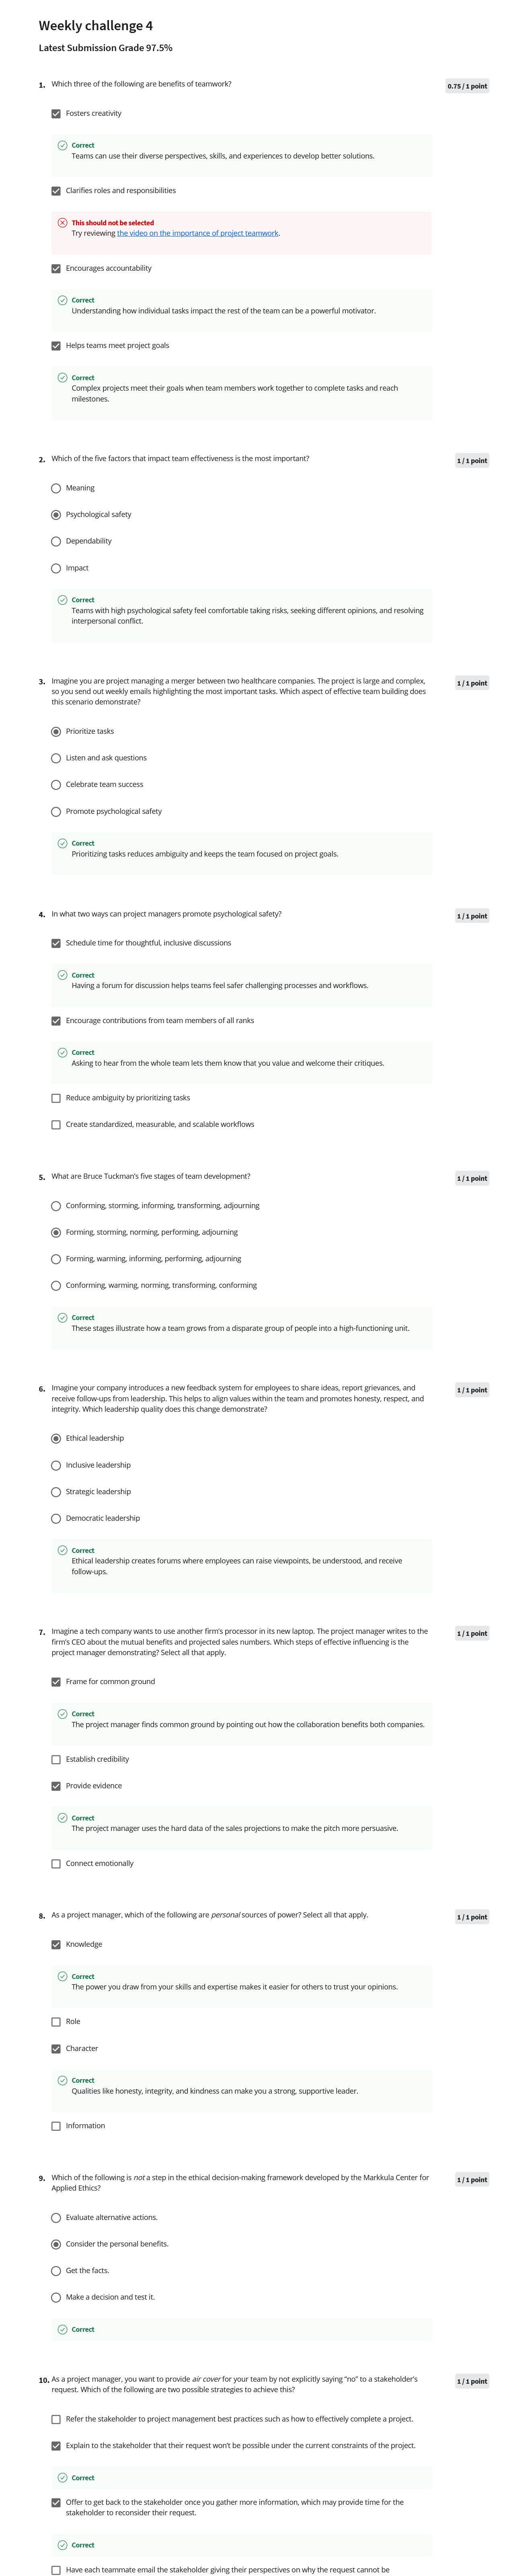 Weekly challenge 4
Latest Submission Grade 97.5%
1. Which three of the following are benefits of teamwork?
0.75 / 1 point
Fosters creativity
Correct
Teams can use their diverse perspectives, skills, and experiences to develop better solutions.
Clarifies roles and responsibilities
This should not be selected
Try reviewing the video on the importance of project teamwork.
Encourages accountability
Correct
Understanding how individual tasks impact the rest of the team can be a powerful motivator.
Helps teams meet project goals
Correct
Complex projects meet their goals when team members work together to complete tasks and reach
milestones.
2. Which of the five factors that impact team effectiveness is the most important?
1 / 1 point
Meaning
Psychological safety
Dependability
Impact
Correct
Teams with high psychological safety feel comfortable taking risks, seeking different opinions, and resolving
interpersonal conflict.
3. Imagine you are project managing a merger between two healthcare companies. The project is large and complex,
1 / 1 point
so you send out weekly emails highlighting the most important tasks. Which aspect of effective team building does
this scenario demonstrate?
Prioritize tasks
Listen and ask questions
Celebrate team success
Promote psychological safety
Correct
Prioritizing tasks reduces ambiguity and keeps the team focused on project goals.
4. In what two ways can project managers promote psychological safety?
1 / 1 point
Schedule time for thoughtful, inclusive discussions
Correct
Having a forum for discussion helps teams feel safer challenging processes and workflows.
Encourage contributions from team members of all ranks
Correct
Asking to hear from the whole team lets them know that you value and welcome their critiques.
Reduce ambiguity by prioritizing tasks
Create standardized, measurable, and scalable workflows
5. What are Bruce Tuckman's five stages of team development?
1 / 1 point
Conforming, storming, informing, transforming, adjourning
Forming, storming, norming, performing, adjourning
Forming, warming, informing, performing, adjourning
Conforming, warming, norming, transforming, conforming
Correct
These stages illustrate how a team grows from a disparate group of people into a high-functioning unit.
6. Imagine your company introduces a new feedback system for employees to share ideas, report grievances, and
1 / 1 point
receive follow-ups from leadership. This helps to align values within the team and promotes honesty, respect, and
integrity. Which leadership quality does this change demonstrate?
Ethical leadership
Inclusive leadership
Strategic leadership
Democratic leadership
Correct
Ethical leadership creates forums where employees can raise viewpoints, be understood, and receive
follow-ups.
7. Imagine a tech company wants to use another firm's processor in its new laptop. The project manager writes to the
1 / 1 point
firm's CEO about the mutual benefits and projected sales numbers. Which steps of effective influencing is the
project manager demonstrating? Select all that apply.
Frame for common ground
Correct
The project manager finds common ground by pointing out how the collaboration benefits both companies.
Establish credibility
Provide evidence
Correct
The project manager uses the hard data of the sales projections to make the pitch more persuasive.
Connect emotionally
8. As a project manager, which of the following are personal sources of power? Select all that apply.
1 / 1 point
Knowledge
Correct
The power you draw from your skills and expertise makes it easier for others to trust your opinions.
Role
Character
Correct
Qualities like honesty, integrity, and kindness can make you a strong, supportive leader.
Information
9. Which of the following is not a step in the ethical decision-making framework developed by the Markkula Center for
1 / 1 point
Applied Ethics?
Evaluate alternative actions.
Consider the personal benefits.
Get the facts.
Make a decision and test it.
Correct
10. As a project manager, you want to provide air cover for your team by not explicitly saying "no" to a stakeholder's
1 / 1 point
request. Which of the following are two possible strategies to achieve this?
Refer the stakeholder to project management best practices such as how to effectively complete a project.
Explain to the stakeholder that their request won't be possible under the current constraints of the project.
Correct
Offer to get back to the stakeholder once you gather more information, which may provide time for the
stakeholder to reconsider their request.
Correct
Have each teammate email the stakeholder giving their perspectives on why the request cannot be